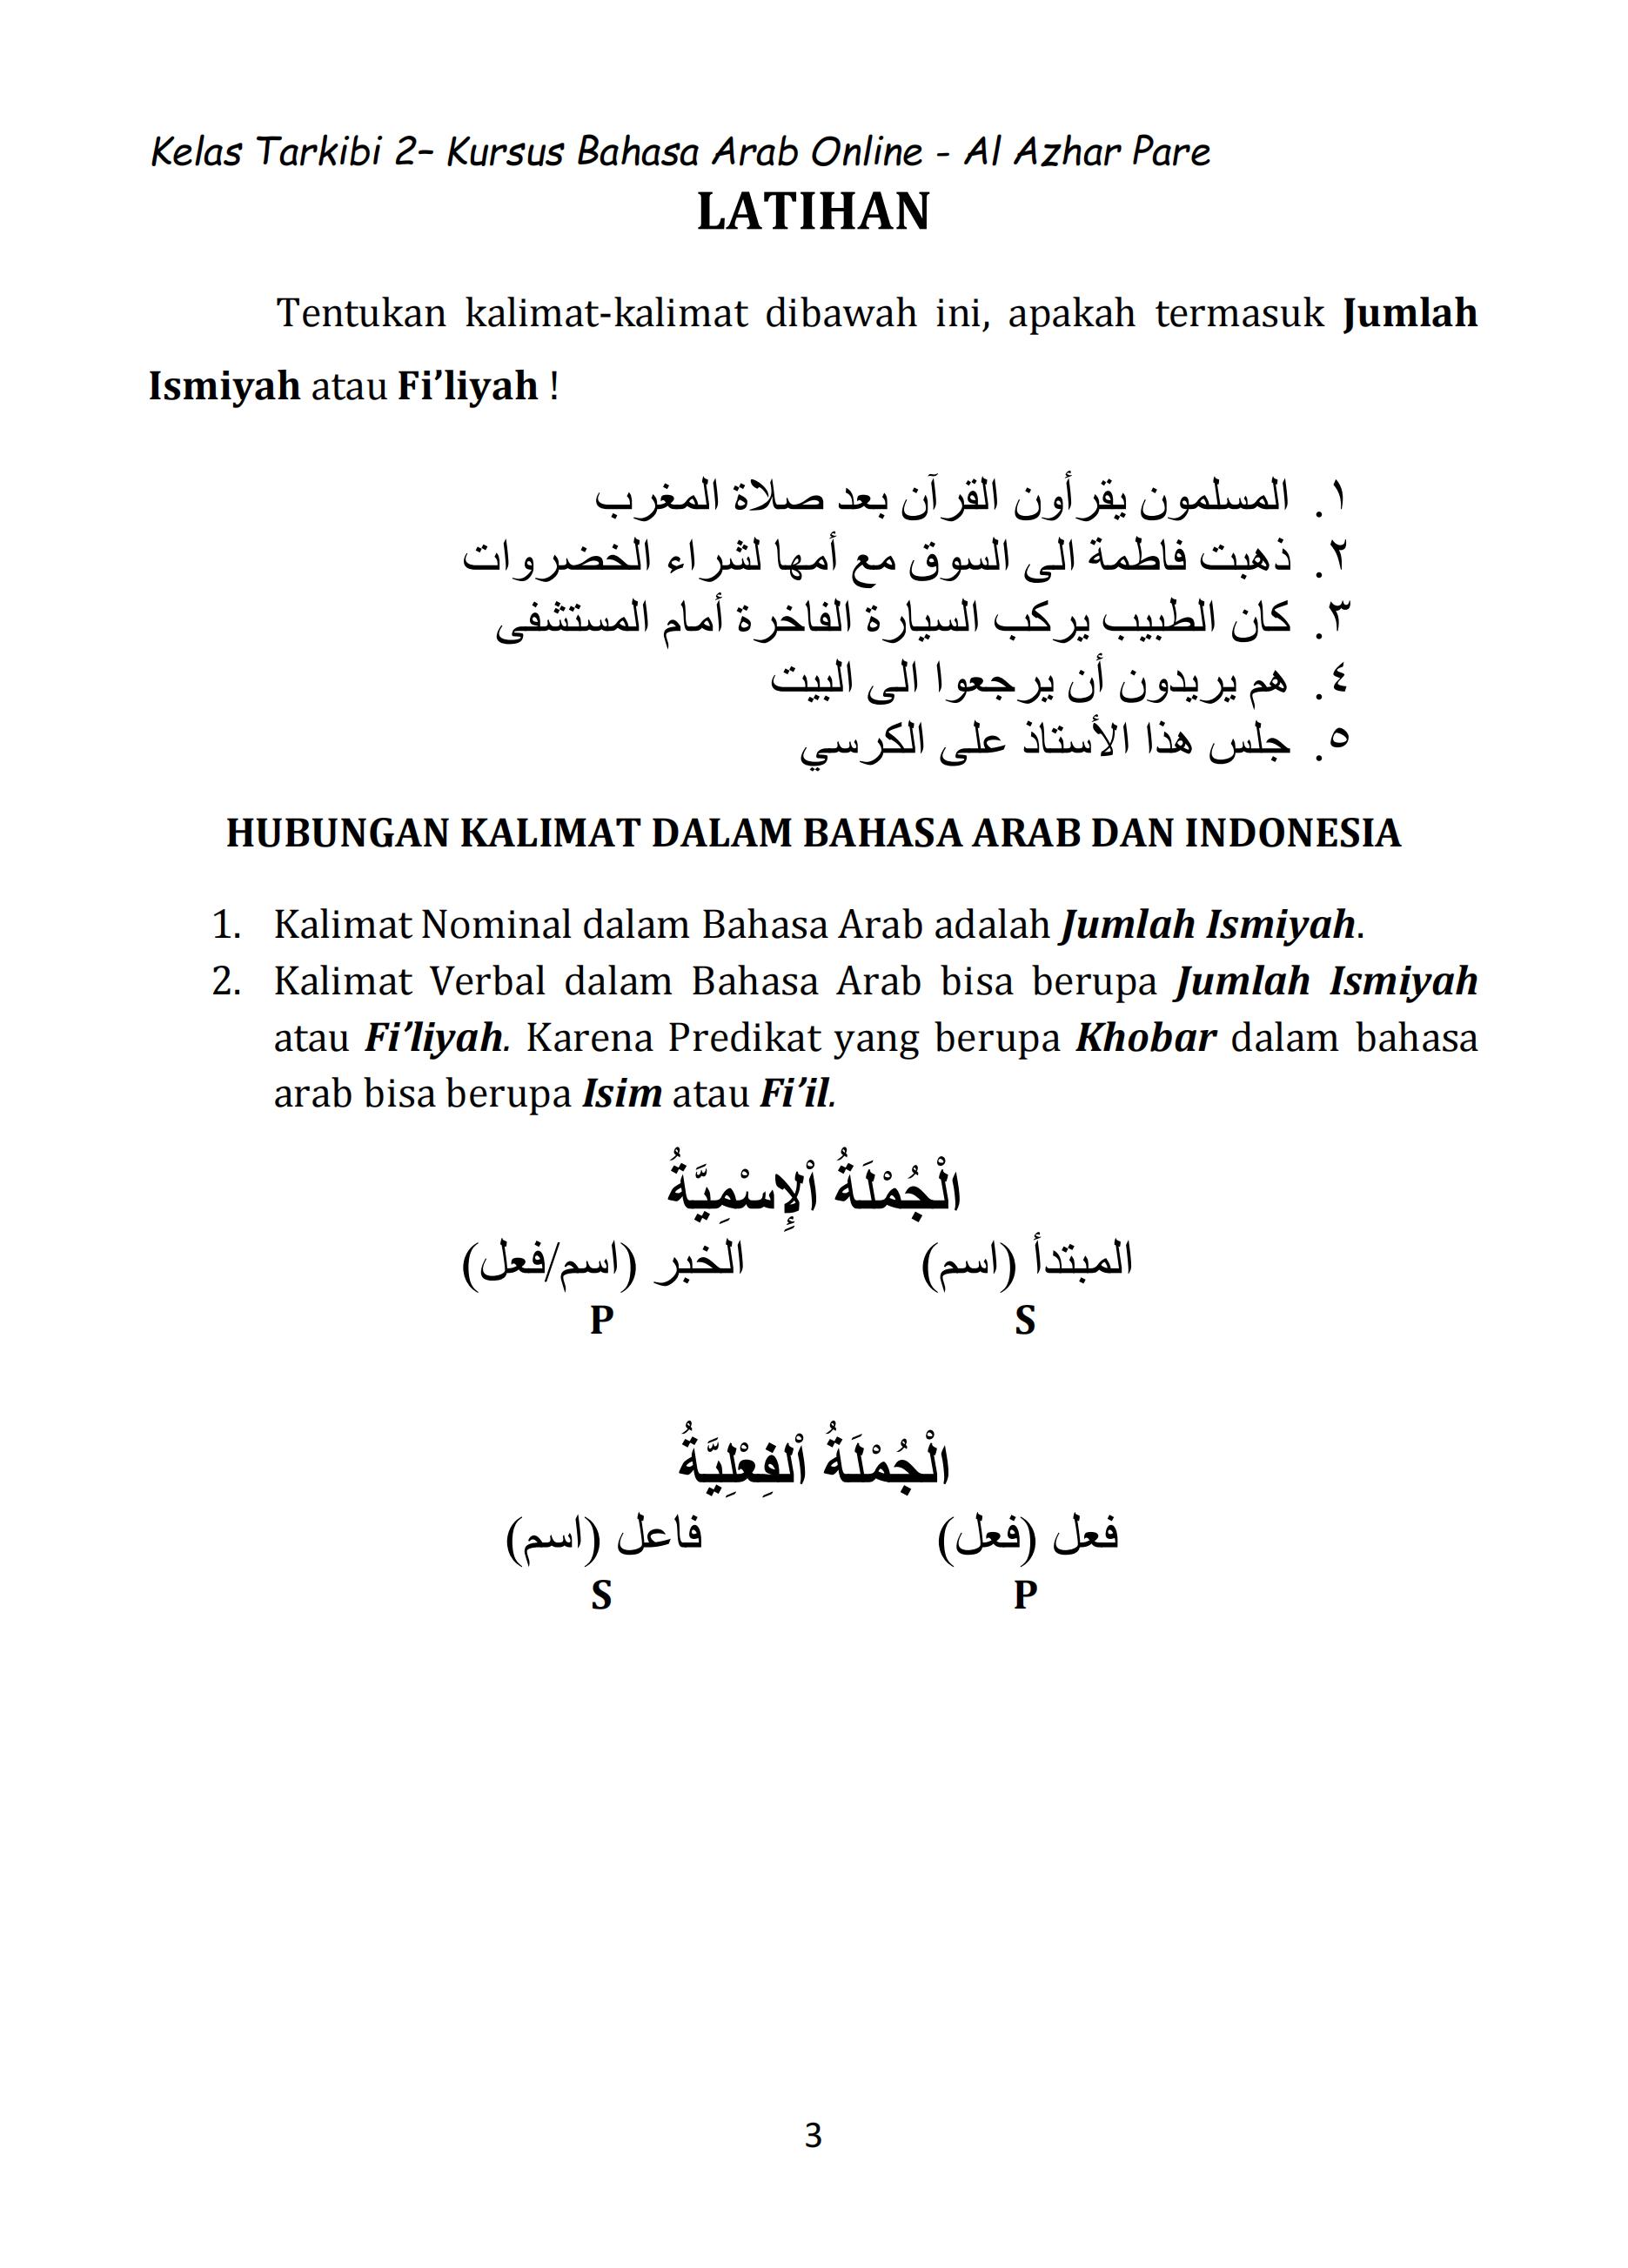 Kelas Tarkibi 2– Kursus Bahasa Arab Online - Al Azhar Pare
LATIHAN
Tentukan kalimat-kalimat dibawah ini, apakah termasuk Jumlah
Ismiyah atau Fi’liyah !
١. المسلمون يقرأون القرآن بعد صلاة المغرب
٢. ذهبت فاطمة الى السوق مع أمها لشراء الخضروات
٣. كان الطبيب يركب السيارة الفاخرة أمام المستشفى
٤. هم يريدون أن يرجعوا الى البيت
٥. جلس هذا الأستاذ على الكرسي
HUBUNGAN KALIMAT DALAM BAHASA ARAB DAN INDONESIA
1. Kalimat Nominal dalam Bahasa Arab adalah Jumlah Ismiyah.
2. Kalimat Verbal dalam Bahasa Arab bisa berupa Jumlah Ismiyah
atau Fi’liyah. Karena Predikat yang berupa Khobar dalam bahasa
arab bisa berupa Isim atau Fi’il.
الْجُمْلَةُ اْلإِسْمِيَّةُ
المبتدأ (اسم) الخبر (اسم/فعل)
S P
الْجُمْلَةُ اْلفِعْلِيَّةُ
فعل (فعل) فاعل (اسم)
P S
3